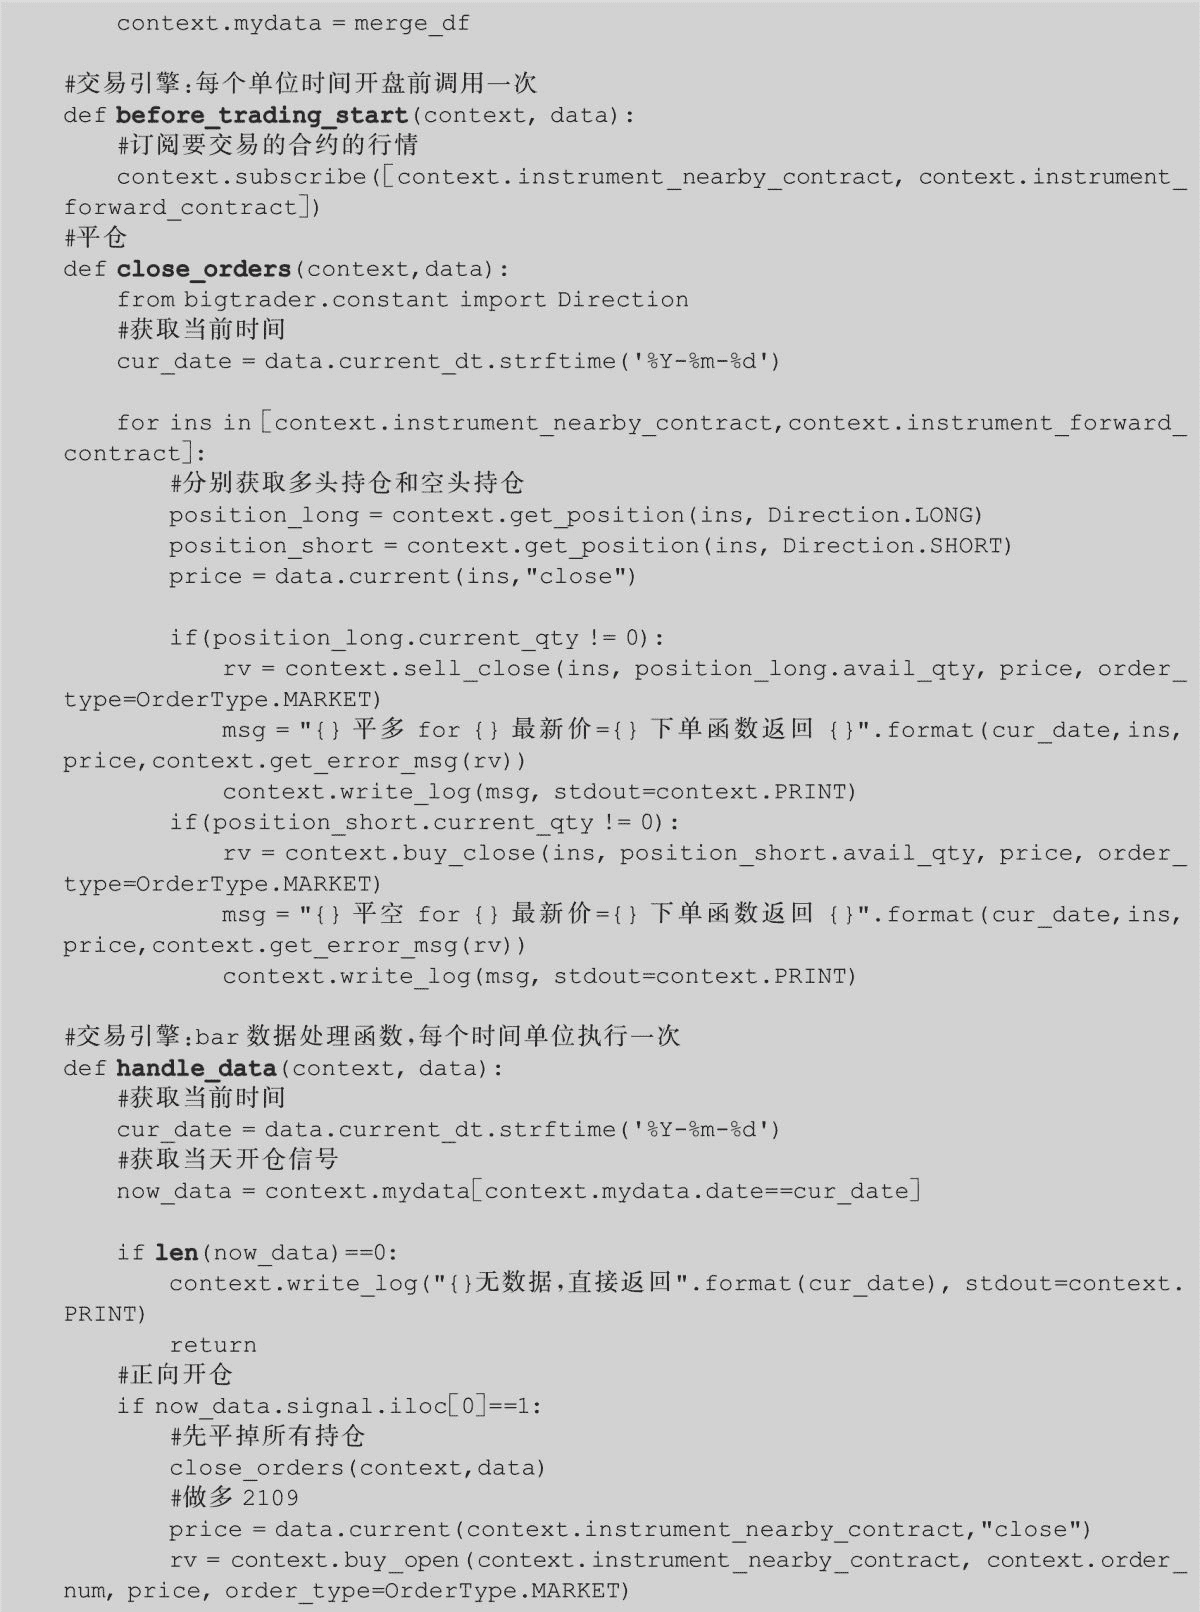 context.mydata = merge_df

#交易引擎:每个单位时间开盘前调用一次
def before_trading_start(context, data):
    #订阅要交易的合约的行情
    context.subscribe([context.instrument_nearby_contract, context.instrument_
forward_contract])
#平仓
def close_orders(context,data):
    from bigtrader.constant import Direction
    #获取当前时间
    cur_date = data.current_dt.strftime('%Y-%m-%d')

    for ins in [context.instrument_nearby_contract,context.instrument_forward_
contract]:
        #分别获取多头持仓和空头持仓
        position_long = context.get_position(ins, Direction.LONG)
        position_short = context.get_position(ins, Direction.SHORT)
        price = data.current(ins,"close")

        if(position_long.current_qty != 0):
            rv = context.sell_close(ins, position_long.avail_qty, price, order_
type=OrderType.MARKET)
            msg = "{} 平多 for {} 最新价={} 下单函数返回 {}".format(cur_date,ins,
price,context.get_error_msg(rv))
            context.write_log(msg, stdout=context.PRINT)
        if(position_short.current_qty != 0):
            rv = context.buy_close(ins, position_short.avail_qty, price, order_
type=OrderType.MARKET)
            msg = "{} 平空 for {} 最新价={} 下单函数返回 {}".format(cur_date,ins,
price,context.get_error_msg(rv))
            context.write_log(msg, stdout=context.PRINT)

#交易引擎:bar 数据处理函数,每个时间单位执行一次
def handle_data(context, data):
    #获取当前时间
    cur_date = data.current_dt.strftime('%Y-%m-%d')
    #获取当天开仓信号
    now_data = context.mydata[context.mydata.date==cur_date]

    if len(now_data)==0:
        context.write_log("{}无数据,直接返回".format(cur_date), stdout=context.
PRINT)
        return
    #正向开仓
    if now_data.signal.iloc[0]==1:
        #先平掉所有持仓
        close_orders(context,data)
        #做多 2109
        price = data.current(context.instrument_nearby_contract,"close")
        rv = context.buy_open(context.instrument_nearby_contract, context.order_
num, price, order_type=OrderType.MARKET)